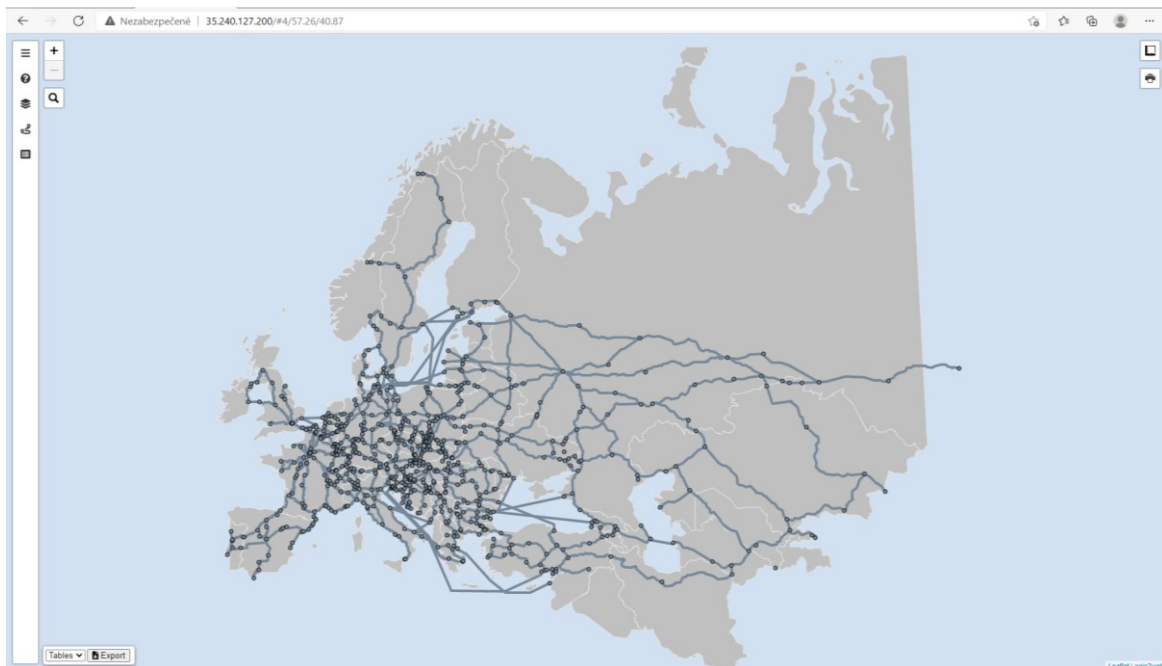 Nezabezpečené | 35.240.127.200/#4/57.26/40.87
+
−
Tables Export